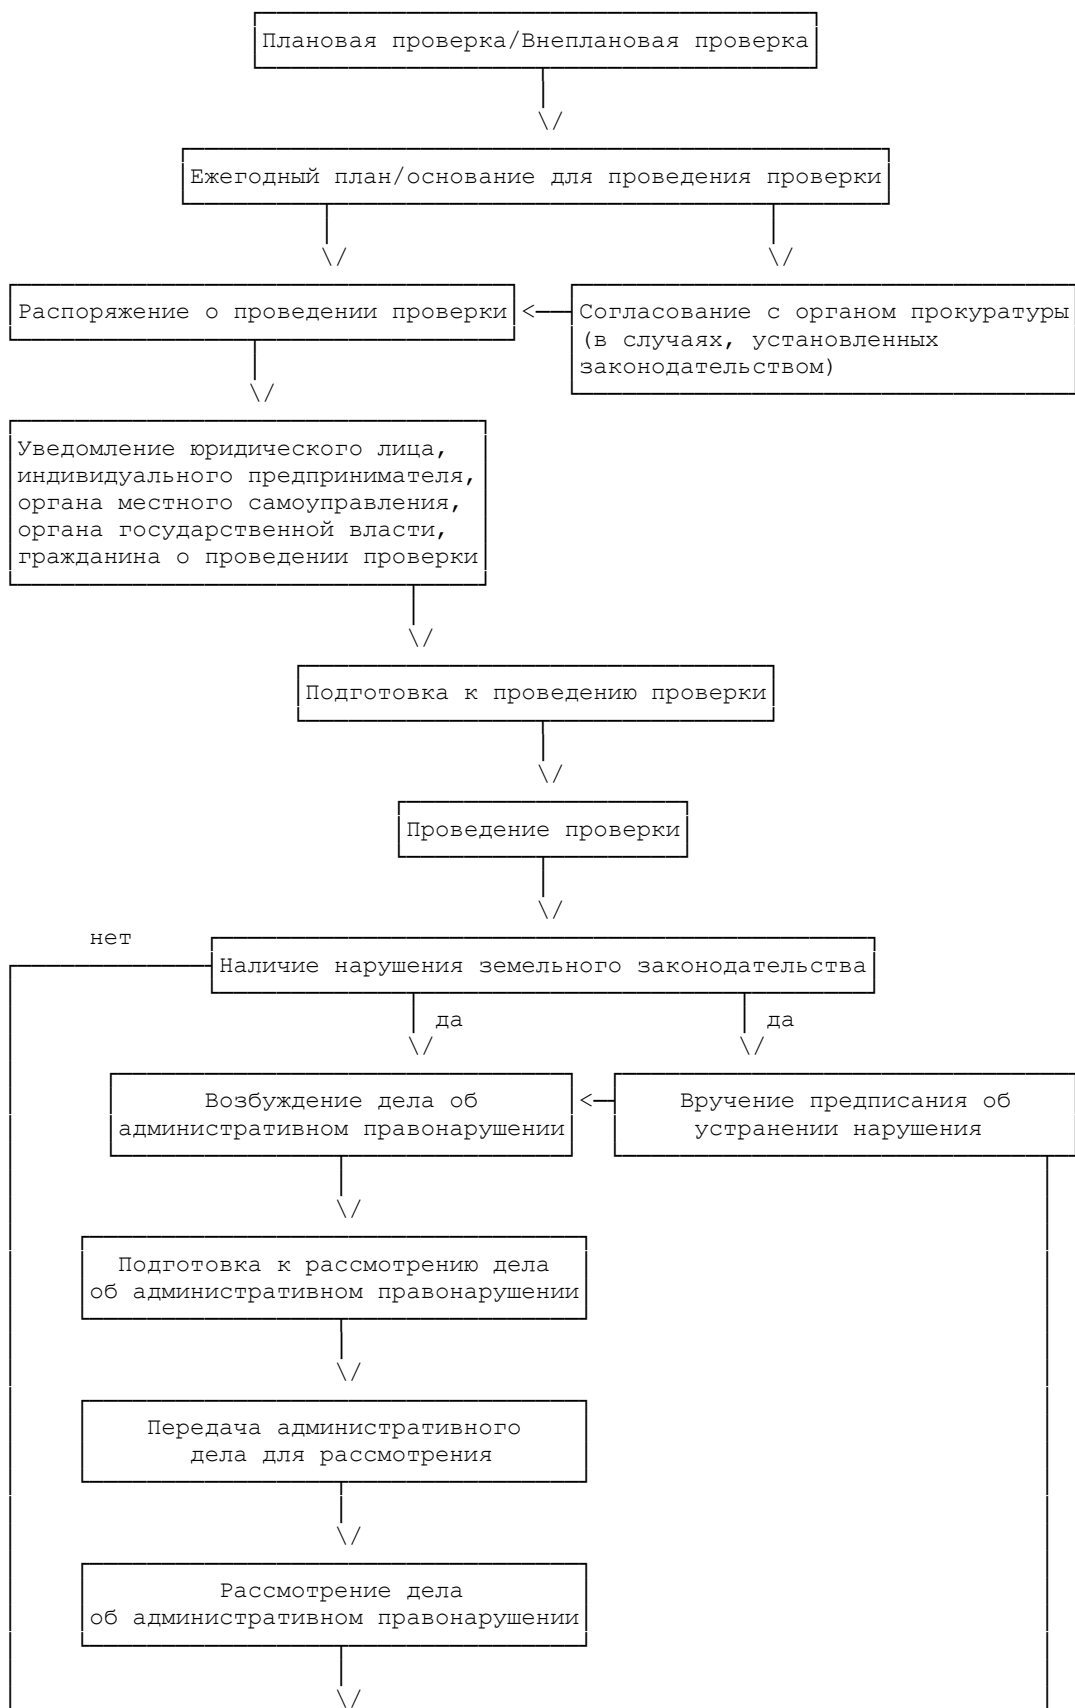 Плановая проверка/Внеплановая проверка
Ежегодный план/основание для проведения проверки
Распоряжение о проведении проверки
Согласование с органом прокуратуры
(в случаях, установленных
законодательством)
Уведомление юридического лица,
индивидуального предпринимателя,
органа местного самоуправления,
органа государственной власти,
гражданина о проведении проверки
Подготовка к проведению проверки
Проведение проверки
нет
Наличие нарушения земельного законодательства
да
да
Возбуждение дела об
административном правонарушении
Вручение предписания об
устранении нарушения
Подготовка к рассмотрению дела
об административном правонарушении
Передача административного
дела для рассмотрения
Рассмотрение дела
об административном правонарушении